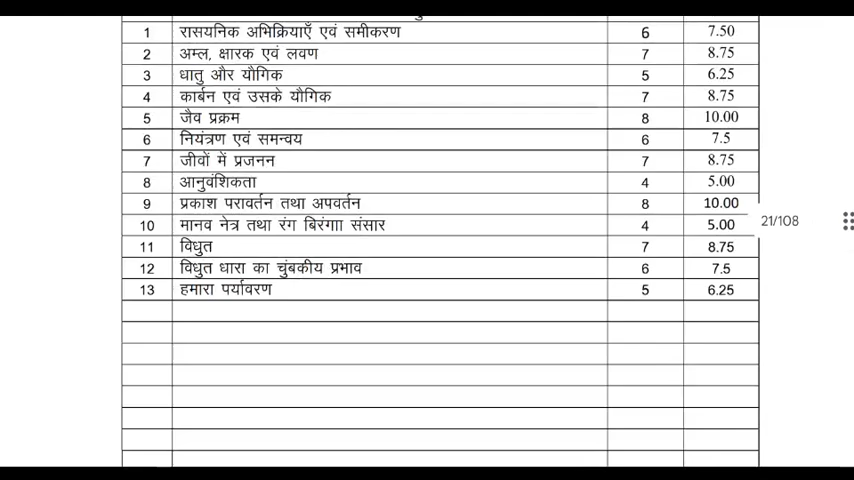 1 रासयनिक अभिक्रियाएँ एवं समीकरण 6 7.50
2 अम्ल, क्षारक एवं लवण 7 8.75
3 धातु और यौगिक 5 6.25
4 कार्बन एवं उसके यौगिक 7 8.75
5 जैव प्रक्रम 8 10.00
6 नियंत्रण एवं समन्वय 6 7.5
7 जीवों में प्रजनन 7 8.75
8 आनुवंशिकता 4 5.00
9 प्रकाश परावर्तन तथा अपवर्तन 8 10.00
10 मानव नेत्र तथा रंग बिरंगाा संसार 4 5.00
21/108
11 विधुत 7 8.75
12 विधुत धारा का चुंबकीय प्रभाव 6 7.5
13 हमारा पर्यावरण 5 6.25